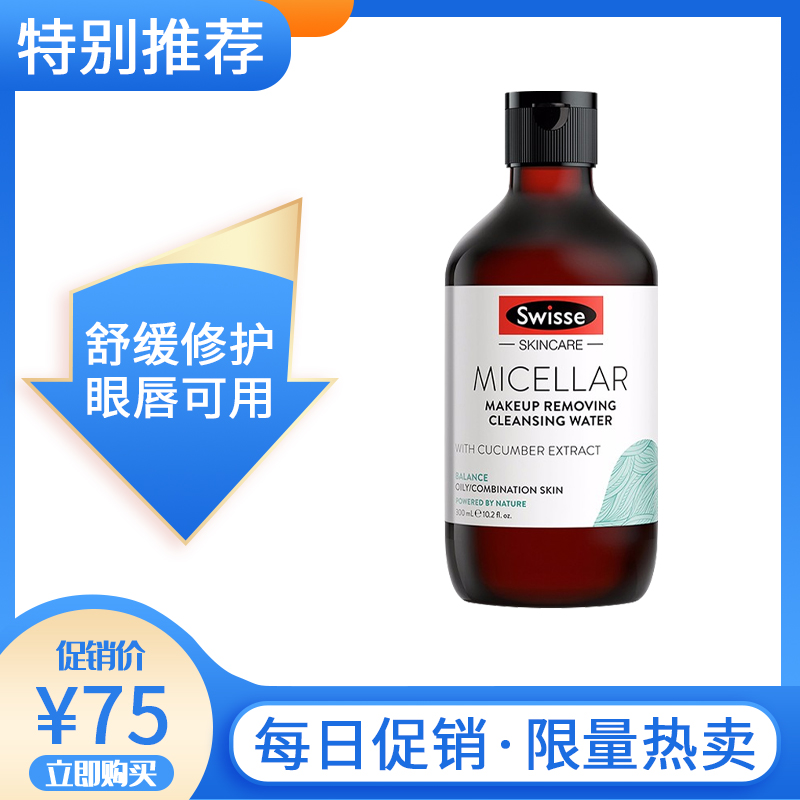 特别推荐
舒缓修护
眼唇可用
Swisse
SKINCARE
MICELLAR
MAKEUP REMOVING
CLEANSING WATER
WITH CUCUMBER EXTRACT
BALANCE
OILY/COMBINATION SKIN
POWERED BY NATURE
300 mL ℮ 10.2 fl. oz.
促销价
¥75
立即购买
每日促销·限量热卖